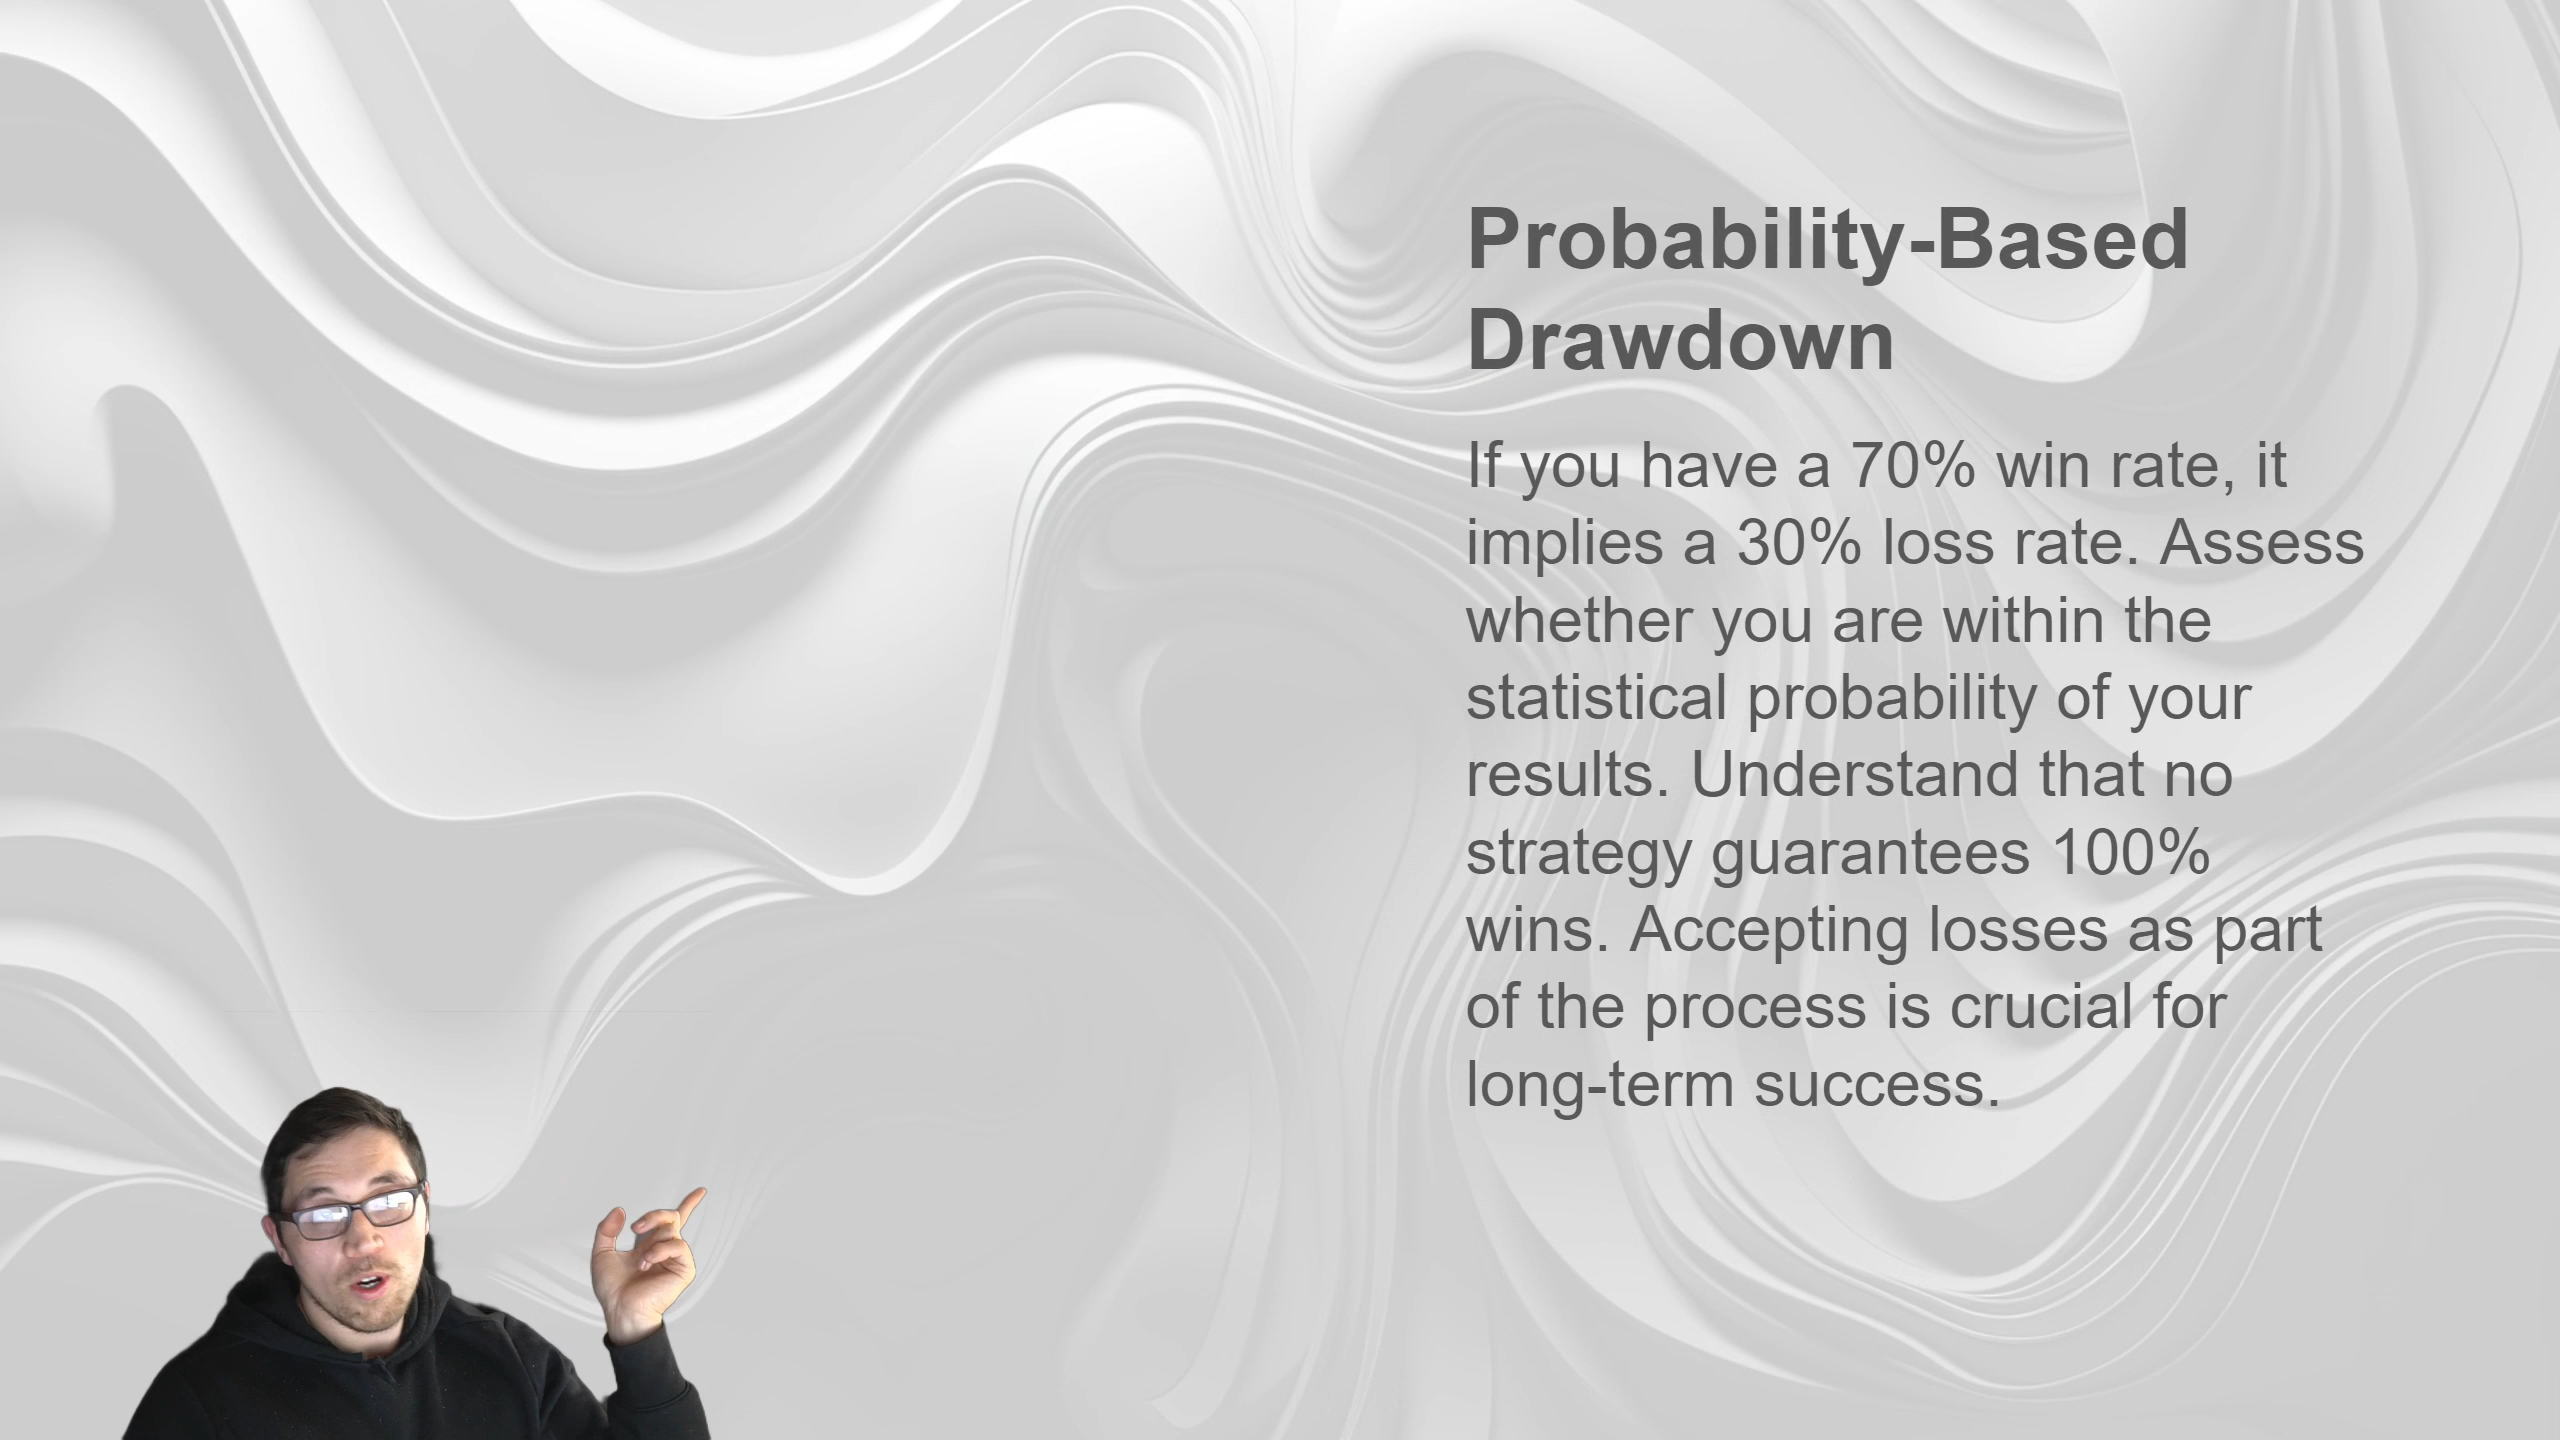 Probability-Based
Drawdown
If you have a 70% win rate, it
implies a 30% loss rate. Assess
whether you are within the
statistical probability of your
results. Understand that no
strategy guarantees 100%
wins. Accepting losses as part
of the process is crucial for
long-term success.